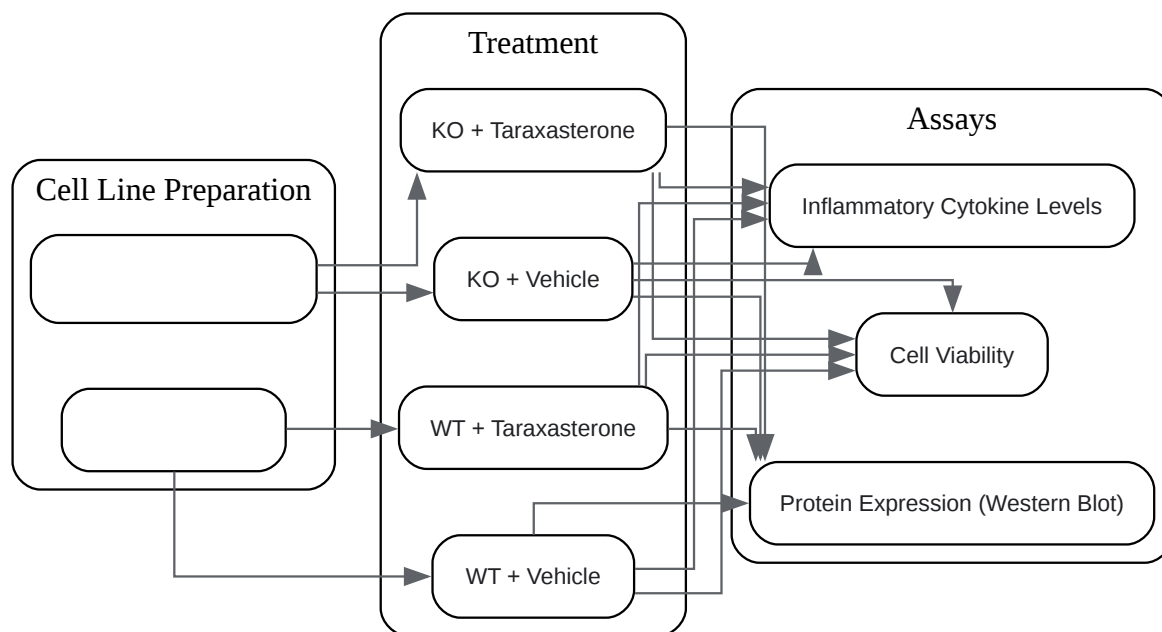 Cell Line Preparation
Treatment
KO + Taraxasterone
KO + Vehicle
WT + Taraxasterone
WT + Vehicle
Assays
Inflammatory Cytokine Levels
Cell Viability
Protein Expression (Western Blot)